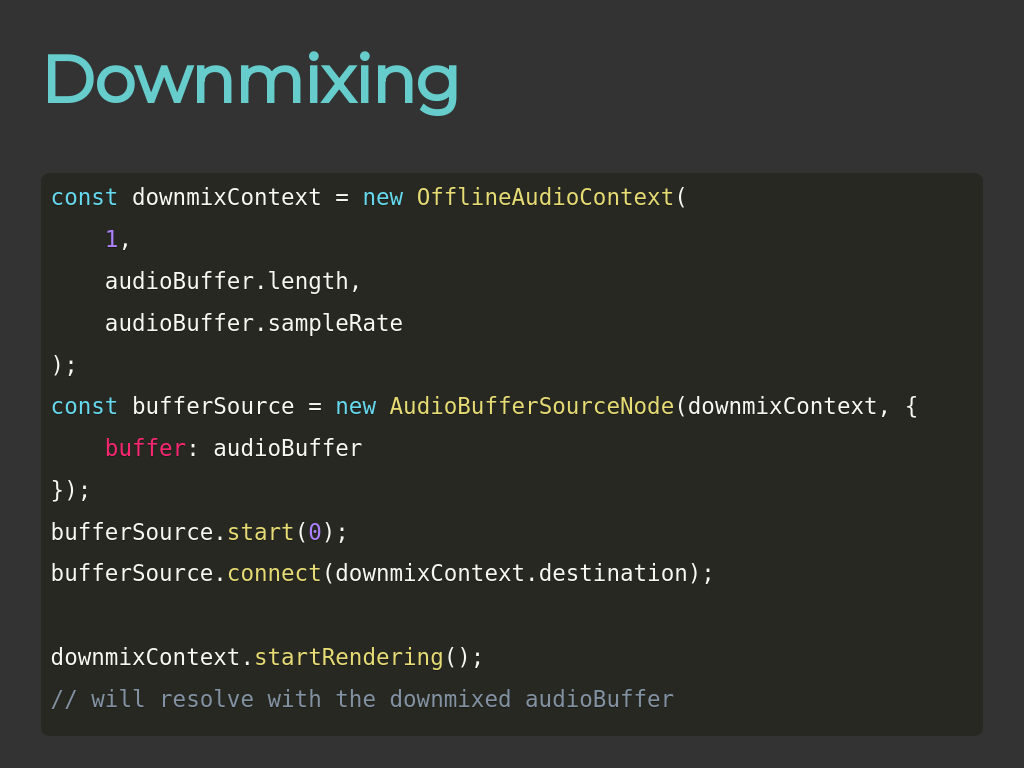 Downmixing
const downmixContext = new OfflineAudioContext(
    1,
    audioBuffer.length,
    audioBuffer.sampleRate
);
const bufferSource = new AudioBufferSourceNode(downmixContext, {
    buffer: audioBuffer
});
bufferSource.start(0);
bufferSource.connect(downmixContext.destination);

downmixContext.startRendering();
// will resolve with the downmixed audioBuffer